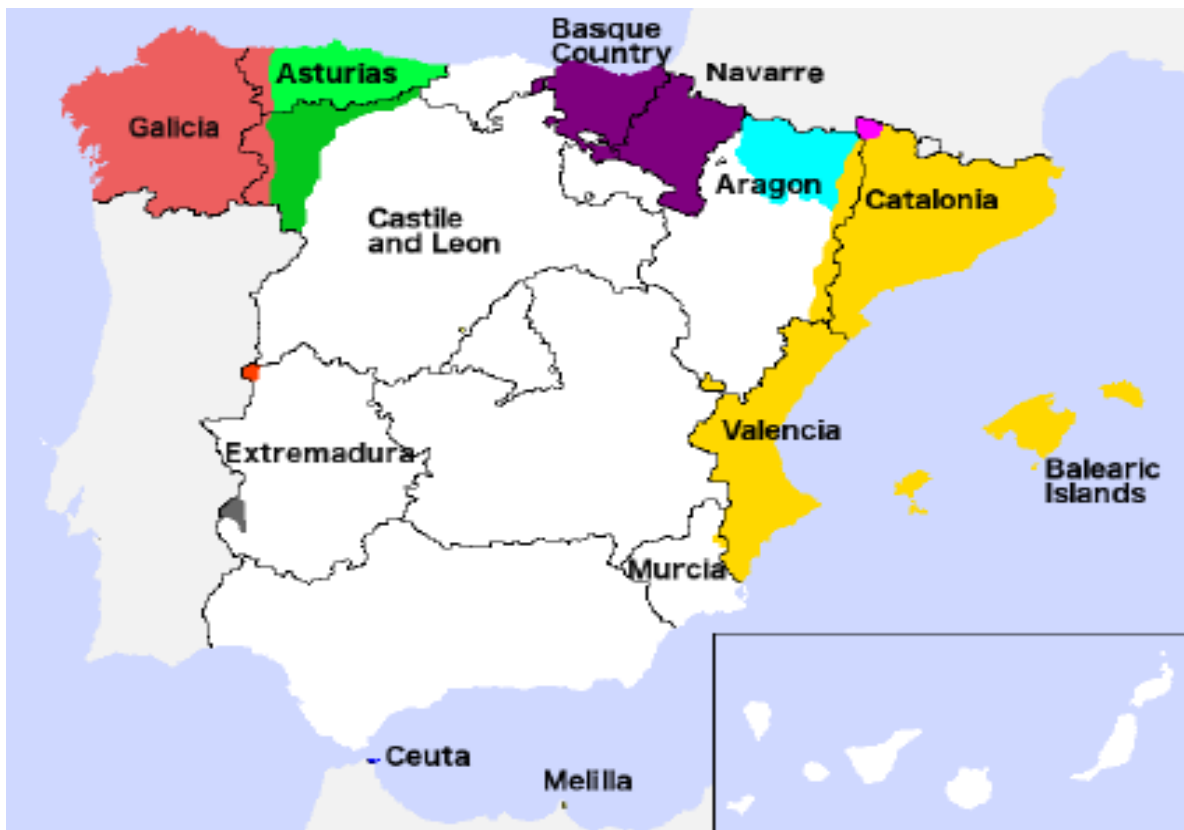 Basque
Country
Navarre
Asturias
Galicia
Aragon
Catalonia
Castile
and Leon
Valencia
Extremadura
Balearic
Islands
Murcia
Ceuta
Melilla